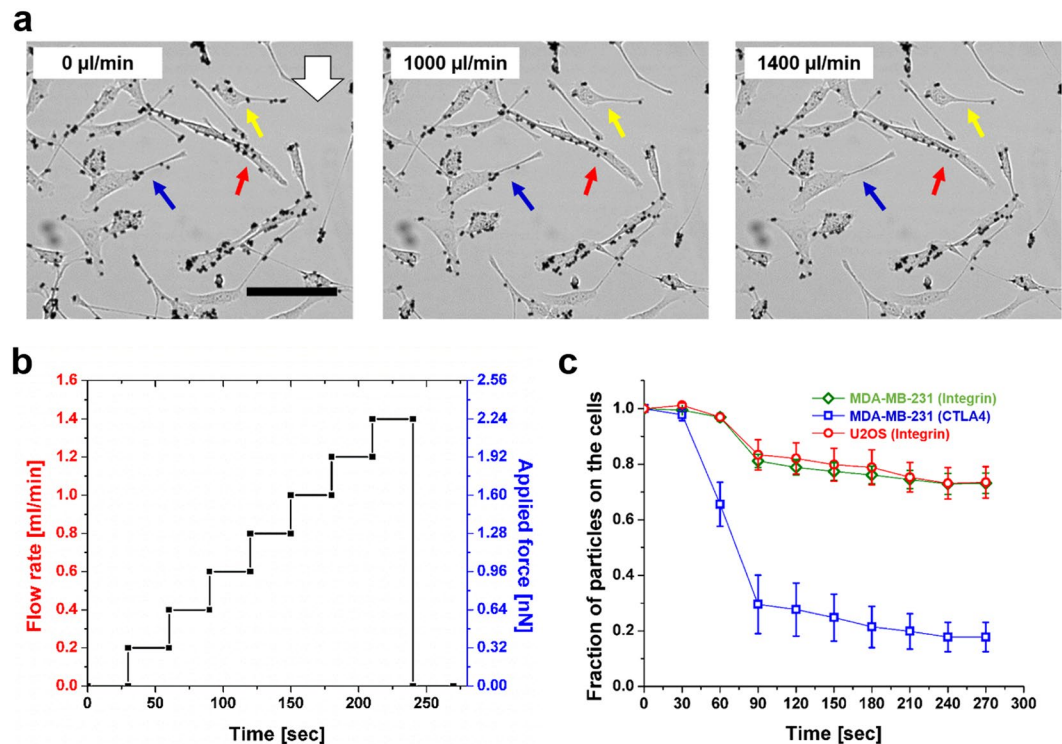 a
0 µl/min
1000 µl/min
1400 µl/min
b
Flow rate [ml/min]
1.6
1.4
1.2
1.0
0.8
0.6
0.4
0.2
0.0
2.56
2.24
1.92
1.60
1.28
0.96
0.64
0.32
0.00
Applied force [nN]
0 50 100 150 200 250
Time [sec]
c
Fraction of particles on the cells
1.0
0.8
0.6
0.4
0.2
0.0
MDA-MB-231 (Integrin)
MDA-MB-231 (CTLA4)
U2OS (Integrin)
0 30 60 90 120 150 180 210 240 270 300
Time [sec]